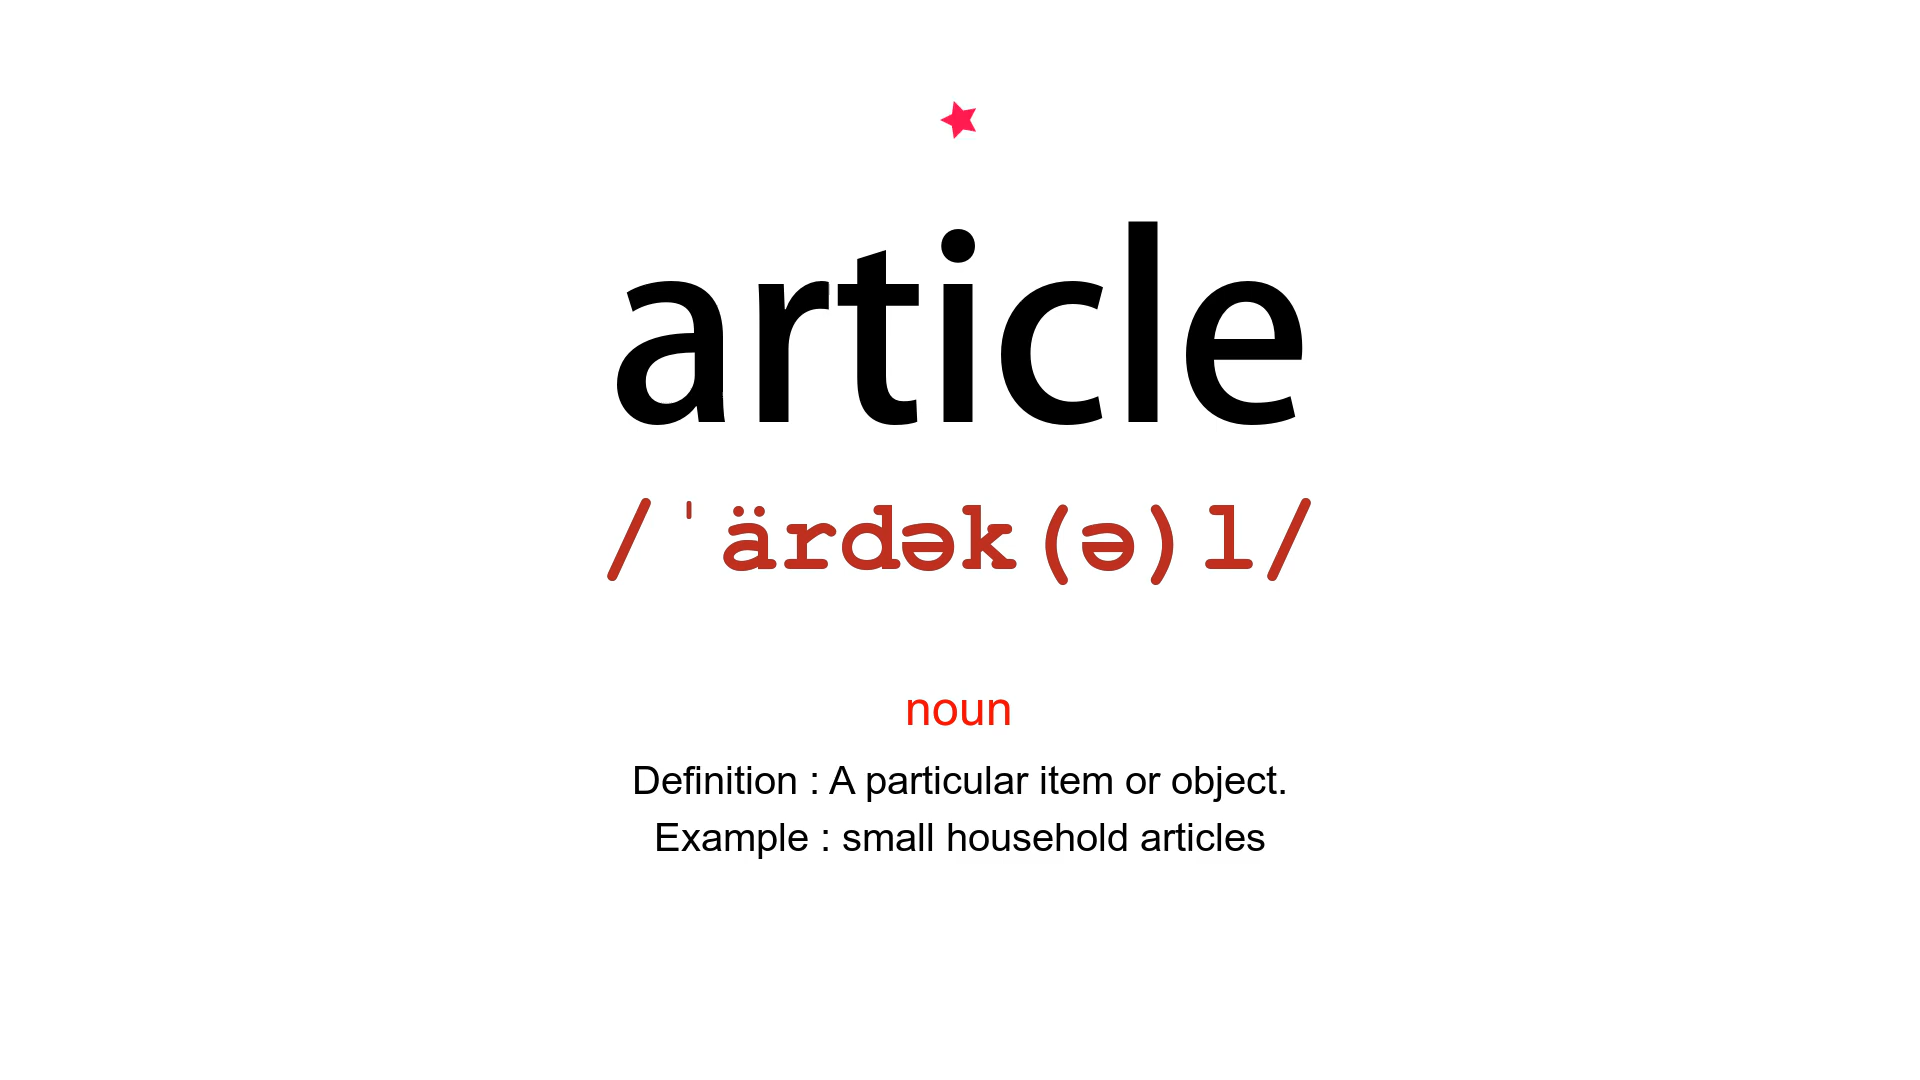 article
/ˈärdək(ə)l/
noun
Definition : A particular item or object.
Example : small household articles